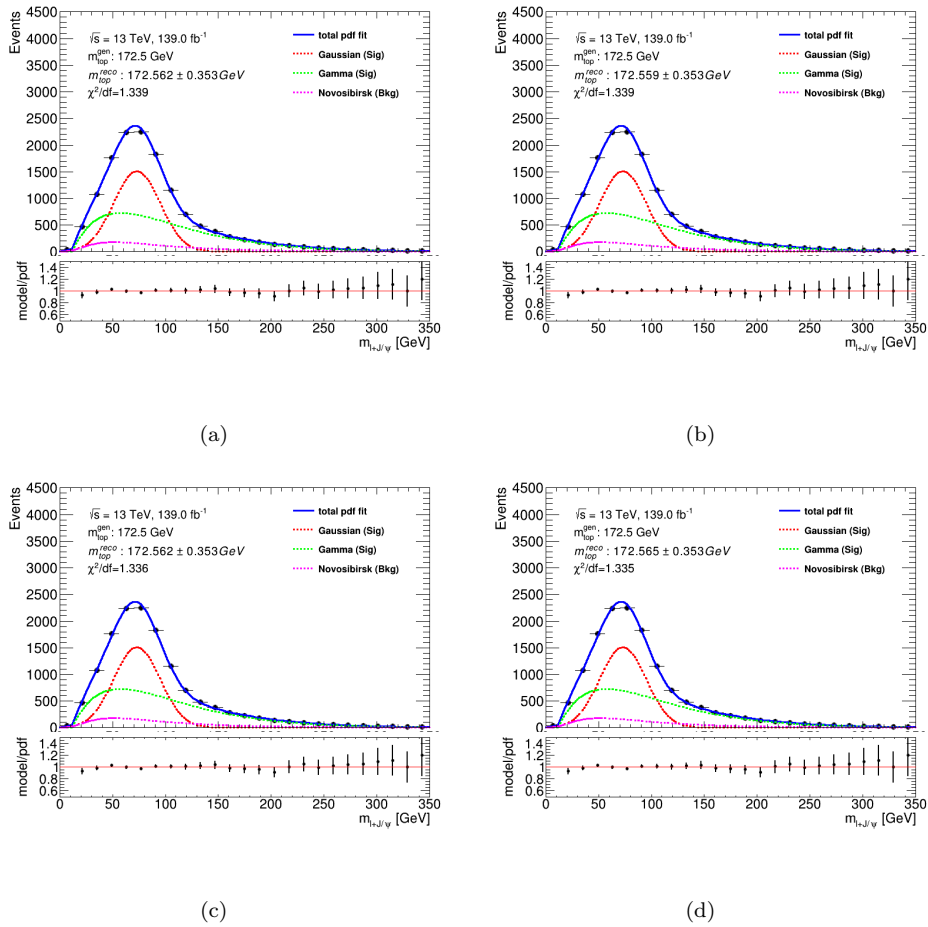 4500
4000
3500
3000
2500
2000
1500
1000
500
0
Events
√s = 13 TeV, 139.0 fb⁻¹
m_top^gen: 172.5 GeV
m_top^reco : 172.562 ± 0.353GeV
χ²/df=1.339
total pdf fit
Gaussian (Sig)
Gamma (Sig)
Novosibirsk (Bkg)
1.4
1.2
1
0.8
0.6
model/pdf
0 50 100 150 200 250 300 350
m_l+J/ψ [GeV]
(a)
4500
4000
3500
3000
2500
2000
1500
1000
500
0
Events
√s = 13 TeV, 139.0 fb⁻¹
m_top^gen: 172.5 GeV
m_top^reco : 172.559 ± 0.353GeV
χ²/df=1.339
total pdf fit
Gaussian (Sig)
Gamma (Sig)
Novosibirsk (Bkg)
1.4
1.2
1
0.8
0.6
model/pdf
0 50 100 150 200 250 300 350
m_l+J/ψ [GeV]
(b)
4500
4000
3500
3000
2500
2000
1500
1000
500
0
Events
√s = 13 TeV, 139.0 fb⁻¹
m_top^gen: 172.5 GeV
m_top^reco : 172.562 ± 0.353GeV
χ²/df=1.336
total pdf fit
Gaussian (Sig)
Gamma (Sig)
Novosibirsk (Bkg)
1.4
1.2
1
0.8
0.6
model/pdf
0 50 100 150 200 250 300 350
m_l+J/ψ [GeV]
(c)
4500
4000
3500
3000
2500
2000
1500
1000
500
0
Events
√s = 13 TeV, 139.0 fb⁻¹
m_top^gen: 172.5 GeV
m_top^reco : 172.565 ± 0.353GeV
χ²/df=1.335
total pdf fit
Gaussian (Sig)
Gamma (Sig)
Novosibirsk (Bkg)
1.4
1.2
1
0.8
0.6
model/pdf
0 50 100 150 200 250 300 350
m_l+J/ψ [GeV]
(d)